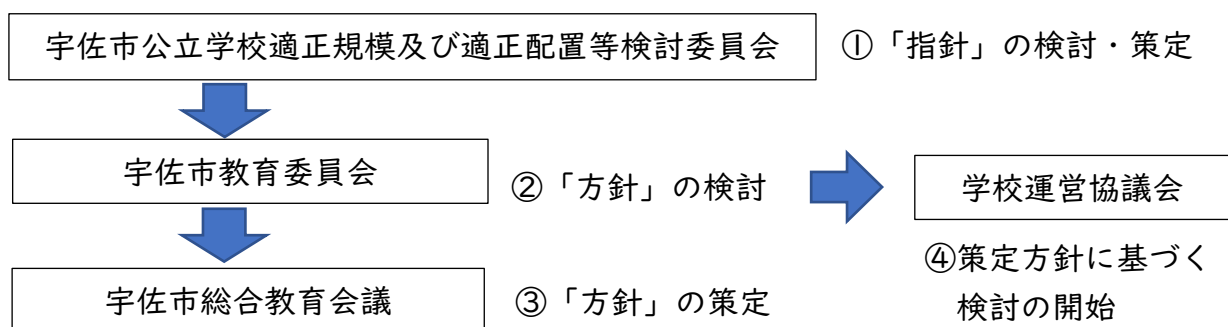 宇佐市公立学校適正規模及び適正配置等検討委員会
①「指針」の検討・策定
宇佐市教育委員会
②「方針」の検討
学校運営協議会
④策定方針に基づく
検討の開始
宇佐市総合教育会議
③「方針」の策定